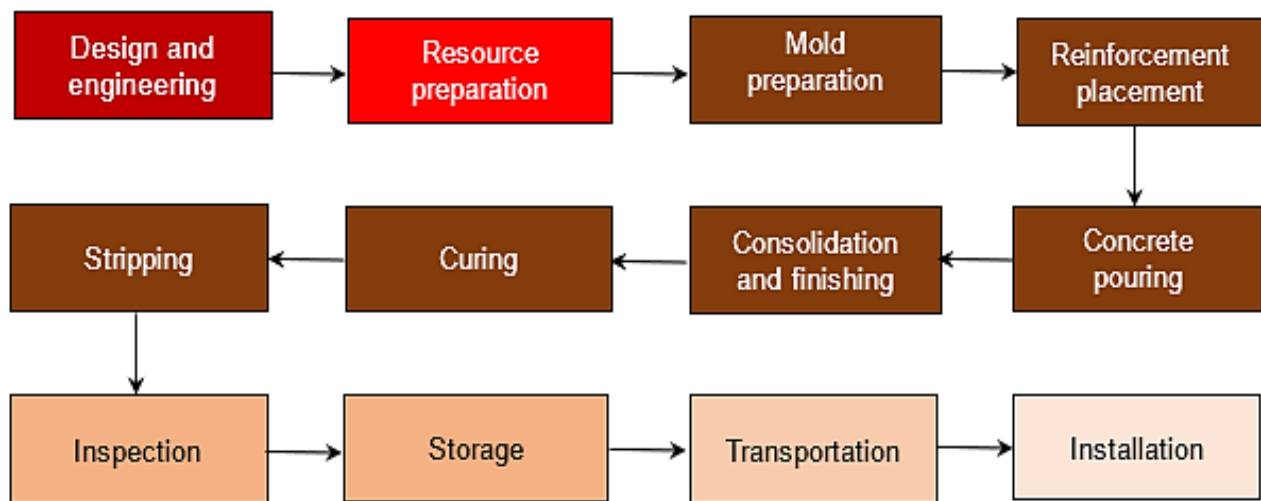 Design and
engineering
Resource
preparation
Mold
preparation
Reinforcement
placement
Concrete
pouring
Consolidation
and finishing
Curing
Stripping
Inspection
Storage
Transportation
Installation